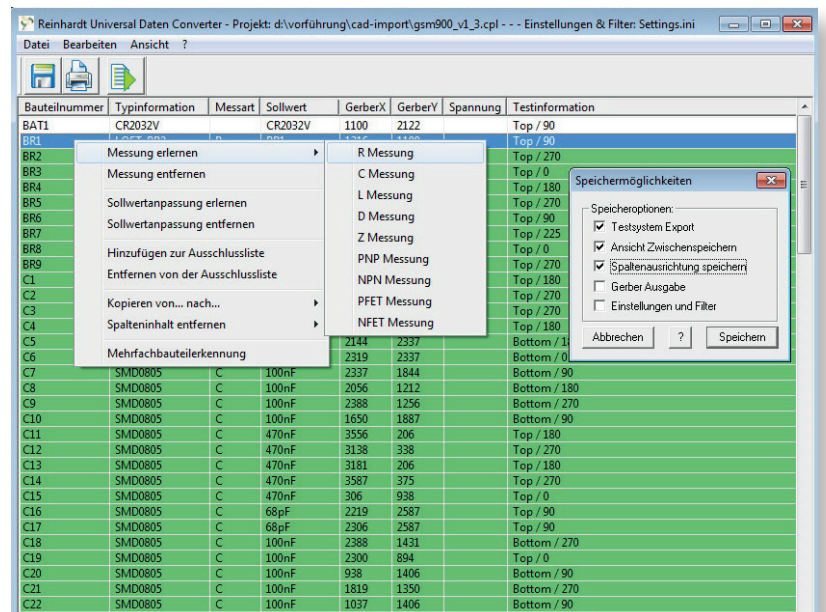 Reinhardt Universal Daten Converter - Projekt: d:\vorführung\cad-import\gsm900_v1_3.cpl - - - Einstellungen & Filter: Settings.ini
Datei Bearbeiten Ansicht ?
Bauteilnummer Typinformation Messart Sollwert GerberX GerberY Spannung Testinformation
BAT1 CR2032V CR2032V 1100 2122 Top / 90
BR1 Top / 90
BR2 Top / 270
BR3 Top / 0
BR4 Top / 180
BR5 Top / 270
BR6 Top / 90
BR7 Top / 225
BR8 Top / 0
BR9 Top / 270
C1 Top / 180
C2 Top / 270
C3 Top / 270
C4 Top / 180
C5 2144 2337 Bottom /
C6 2319 2337 Bottom / 0
C7 SMD0805 C 100nF 2337 1844 Bottom / 90
C8 SMD0805 C 100nF 2056 1212 Bottom / 180
C9 SMD0805 C 100nF 2388 1256 Bottom / 270
C10 SMD0805 C 100nF 1650 1887 Bottom / 90
C11 SMD0805 C 470nF 3556 206 Top / 180
C12 SMD0805 C 470nF 3138 338 Top / 270
C13 SMD0805 C 470nF 3181 206 Top / 180
C14 SMD0805 C 470nF 3587 375 Top / 270
C15 SMD0805 C 470nF 306 938 Top / 0
C16 SMD0805 C 68pF 2219 2587 Top / 90
C17 SMD0805 C 68pF 2306 2587 Top / 90
C18 SMD0805 C 100nF 2388 1431 Bottom / 270
C19 SMD0805 C 100nF 2300 894 Top / 0
C20 SMD0805 C 100nF 938 1406 Bottom / 90
C21 SMD0805 C 100nF 1819 1350 Bottom / 270
C22 SMD0805 C 100nF 1037 1406 Bottom / 90
Messung erlernen
Messung entfernen
Sollwertanpassung erlernen
Sollwertanpassung entfernen
Hinzufügen zur Ausschlussliste
Entfernen von der Ausschlussliste
Kopieren von... nach...
Spalteninhalt entfernen
Mehrfachbauteilerkennung
R Messung
C Messung
L Messung
D Messung
Z Messung
PNP Messung
NPN Messung
PFET Messung
NFET Messung
Speichermöglichkeiten
Speicheroptionen:
Testsystem Export
Ansicht Zwischenspeichern
Spaltenausrichtung speichern
Gerber Ausgabe
Einstellungen und Filter
Abbrechen ? Speichern